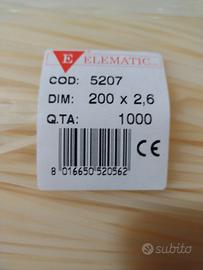 E ELEMATIC
COD: 5207
DIM: 200 x 2,6
Q.TA: 1000
CE
8 016650 520562
subito